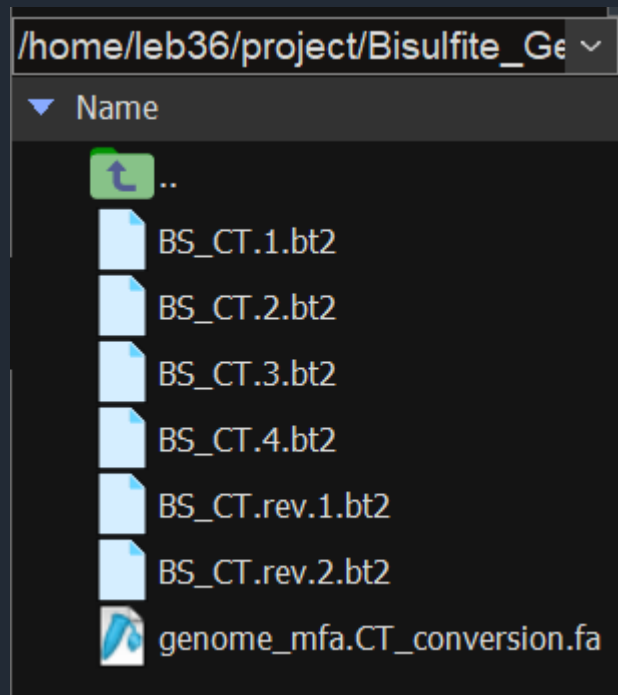 /home/leb36/project/Bisulfite_Ge
Name
..
BS_CT.1.bt2
BS_CT.2.bt2
BS_CT.3.bt2
BS_CT.4.bt2
BS_CT.rev.1.bt2
BS_CT.rev.2.bt2
genome_mfa.CT_conversion.fa